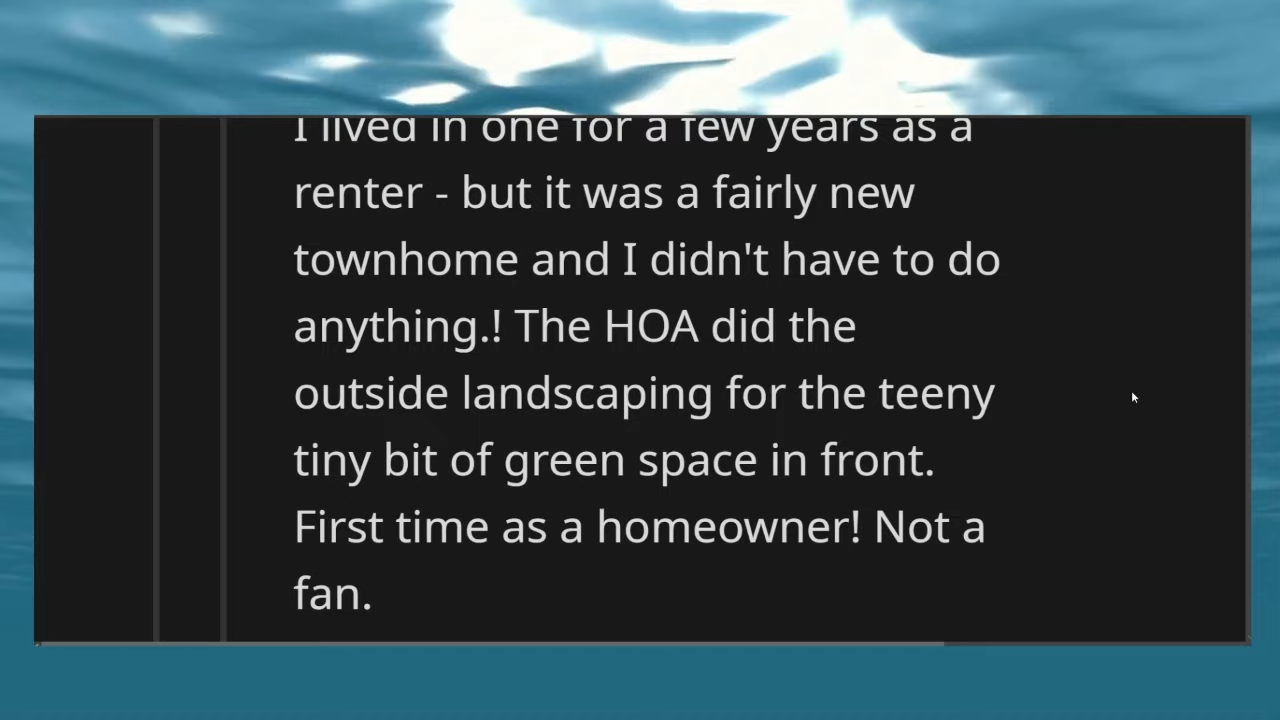 I lived in one for a few years as a
renter - but it was a fairly new
townhome and I didn't have to do
anything.! The HOA did the
outside landscaping for the teeny
tiny bit of green space in front.
First time as a homeowner! Not a
fan.